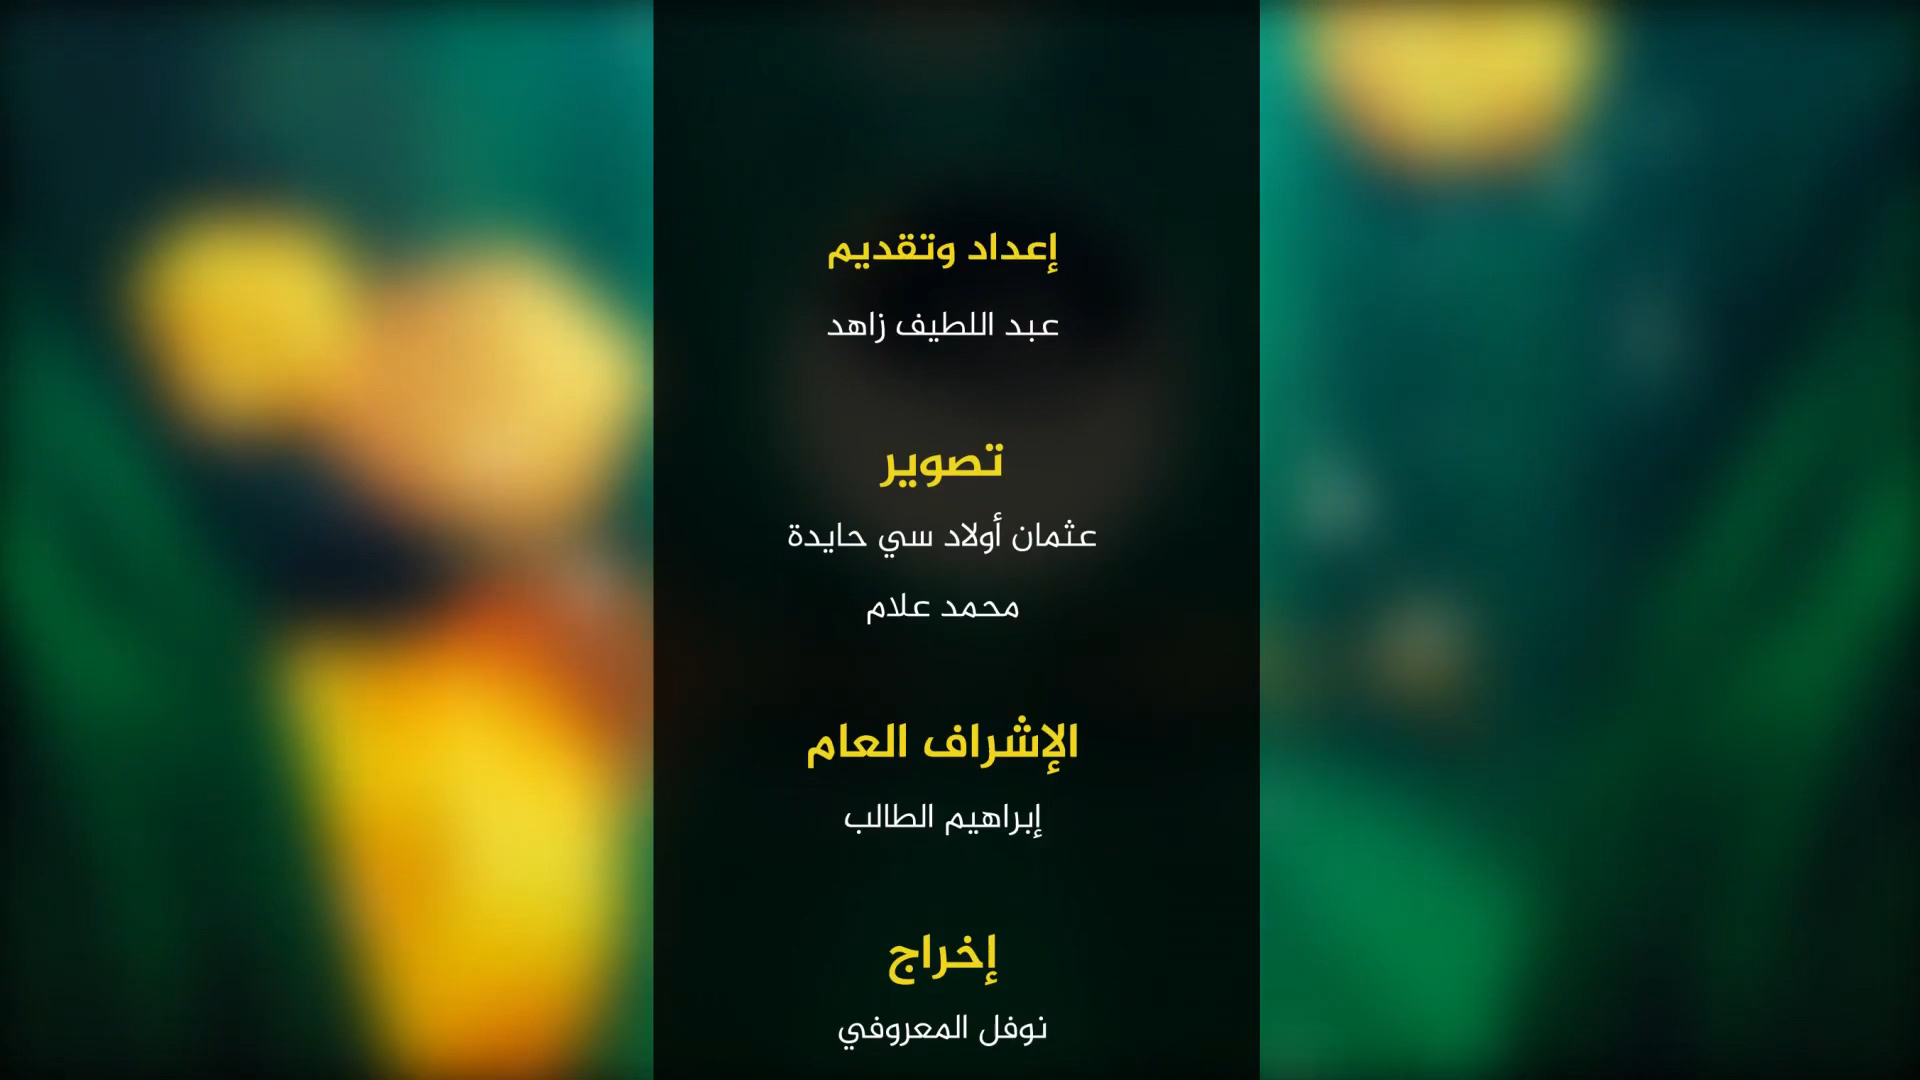 إعداد وتقديم
عبد اللطيف زاهد
تصوير
عثمان أولاد سي حايدة
محمد علام
الإشراف العام
إبراهيم الطالب
إخراج
نوفل المعروفي